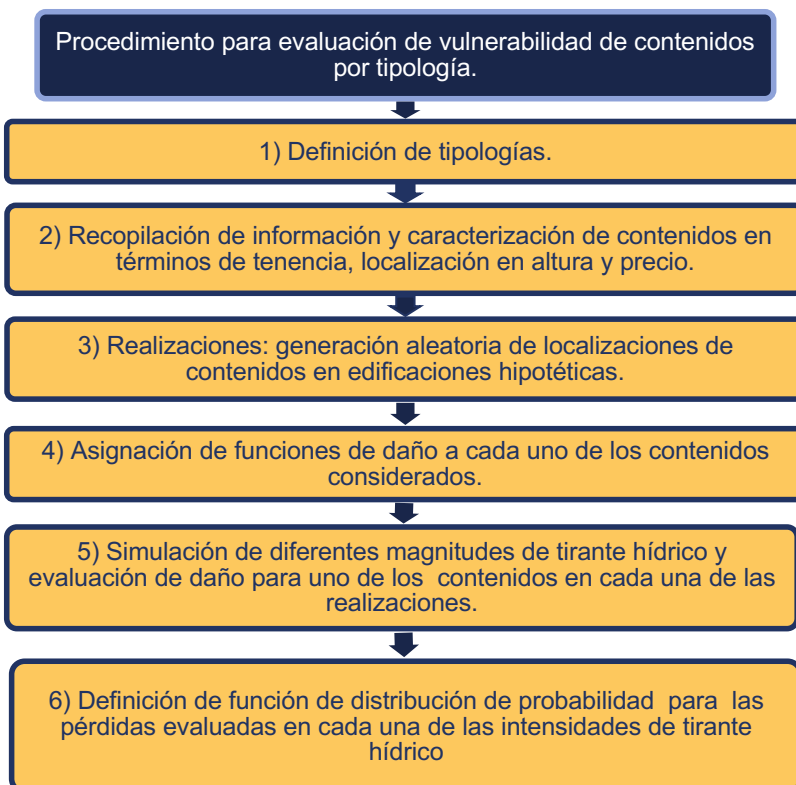 Procedimiento para evaluación de vulnerabilidad de contenidos
por tipología.
1) Definición de tipologías.
2) Recopilación de información y caracterización de contenidos en
términos de tenencia, localización en altura y precio.
3) Realizaciones: generación aleatoria de localizaciones de
contenidos en edificaciones hipotéticas.
4) Asignación de funciones de daño a cada uno de los contenidos
considerados.
5) Simulación de diferentes magnitudes de tirante hídrico y
evaluación de daño para uno de los contenidos en cada una de las
realizaciones.
6) Definición de función de distribución de probabilidad para las
pérdidas evaluadas en cada una de las intensidades de tirante
hídrico